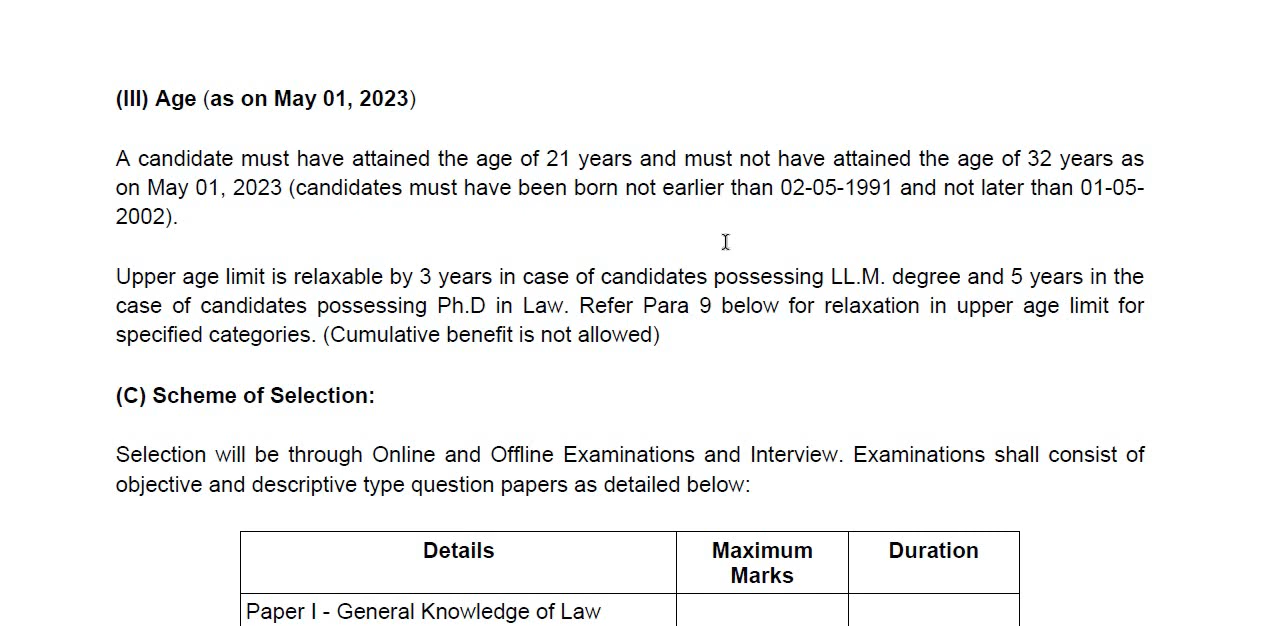 (III) Age (as on May 01, 2023)
A candidate must have attained the age of 21 years and must not have attained the age of 32 years as
on May 01, 2023 (candidates must have been born not earlier than 02-05-1991 and not later than 01-05-
2002).
Upper age limit is relaxable by 3 years in case of candidates possessing LL.M. degree and 5 years in the
case of candidates possessing Ph.D in Law. Refer Para 9 below for relaxation in upper age limit for
specified categories. (Cumulative benefit is not allowed)
(C) Scheme of Selection:
Selection will be through Online and Offline Examinations and Interview. Examinations shall consist of
objective and descriptive type question papers as detailed below:
Details Maximum Duration
Marks
Paper I - General Knowledge of Law